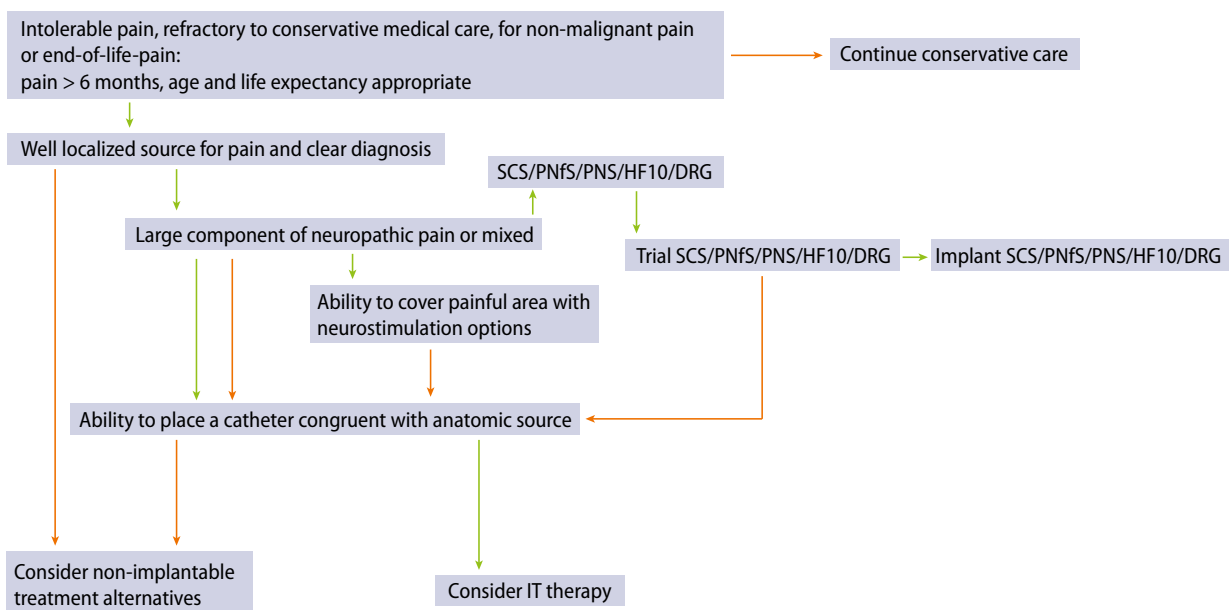 Intolerable pain, refractory to conservative medical care, for non-malignant pain
or end-of-life-pain:
pain > 6 months, age and life expectancy appropriate
Continue conservative care
Well localized source for pain and clear diagnosis
SCS/PNfS/PNS/HF10/DRG
Large component of neuropathic pain or mixed
Trial SCS/PNfS/PNS/HF10/DRG
Implant SCS/PNfS/PNS/HF10/DRG
Ability to cover painful area with
neurostimulation options
Ability to place a catheter congruent with anatomic source
Consider non-implantable
treatment alternatives
Consider IT therapy